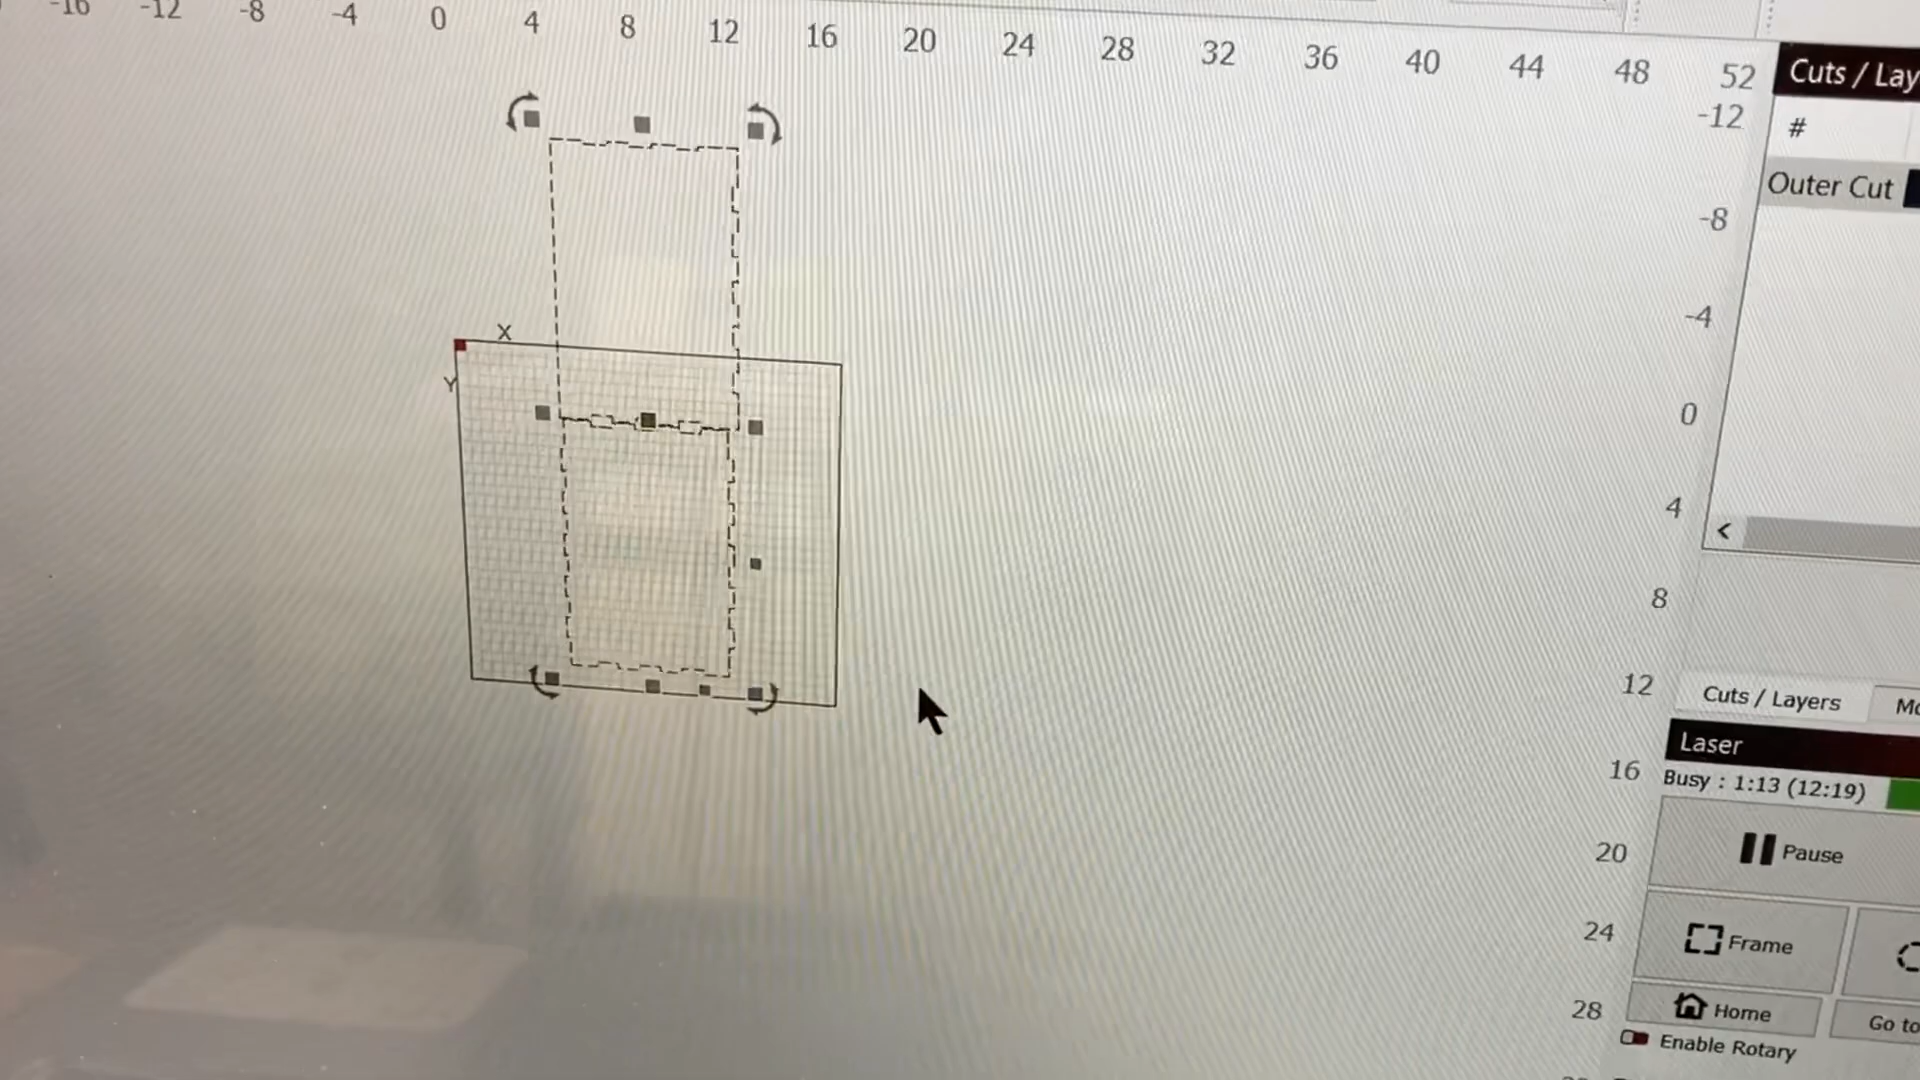 -16 -12 -8 -4 0 4 8 12 16 20 24 28 32 36 40 44 48 52
-12
-8
-4
0
4
8
12
16
20
24
28
X
Y
Cuts / Lay
#
Outer Cut
<
Cuts / Layers Mo
Laser
Busy : 1:13 (12:19)
Pause
Frame
Home Go to
Enable Rotary